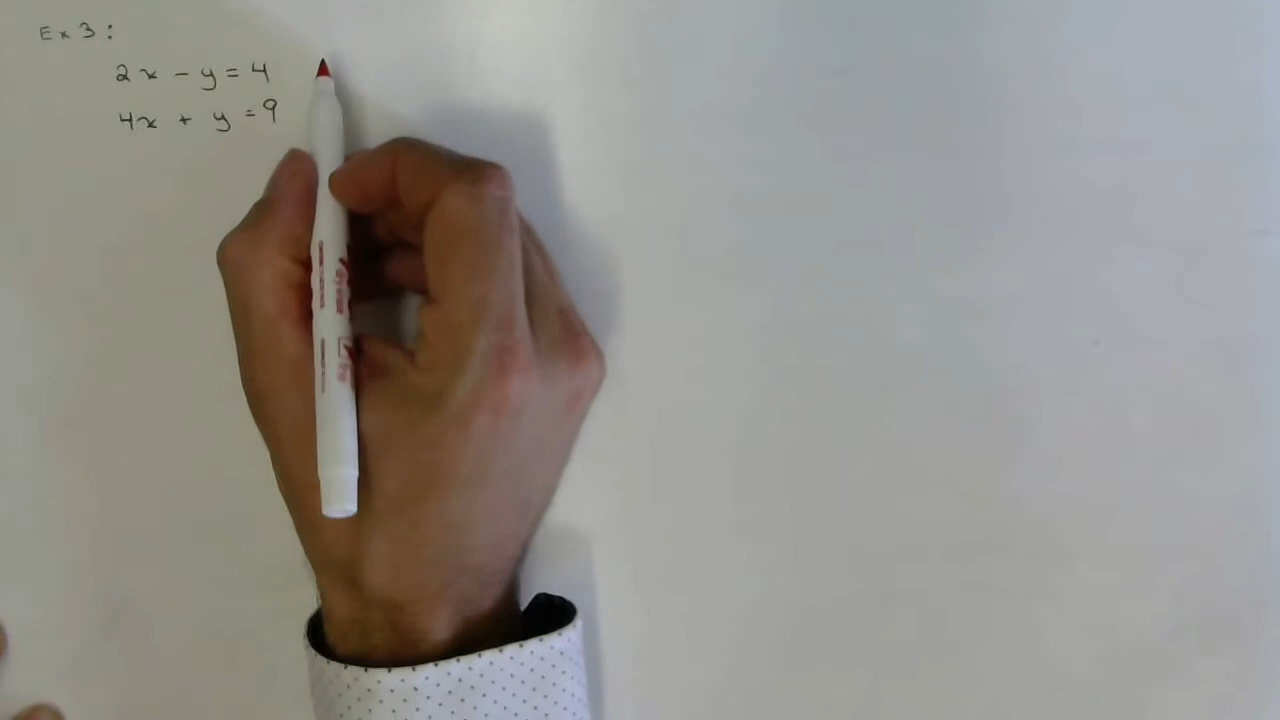 Ex 3:
2x - y = 4
4x + y = 9